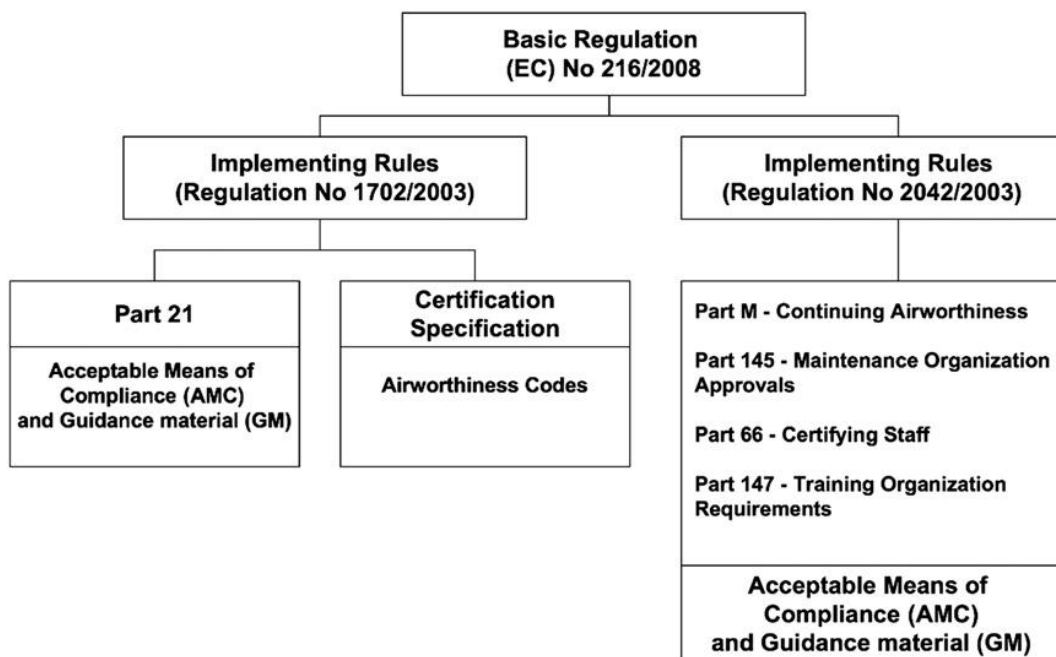 Basic Regulation
(EC) No 216/2008
Implementing Rules
(Regulation No 1702/2003)
Implementing Rules
(Regulation No 2042/2003)
Part 21
Acceptable Means of
Compliance (AMC)
and Guidance material (GM)
Certification
Specification
Airworthiness Codes
Part M - Continuing Airworthiness
Part 145 - Maintenance Organization
Approvals
Part 66 - Certifying Staff
Part 147 - Training Organization
Requirements
Acceptable Means of
Compliance (AMC)
and Guidance material (GM)